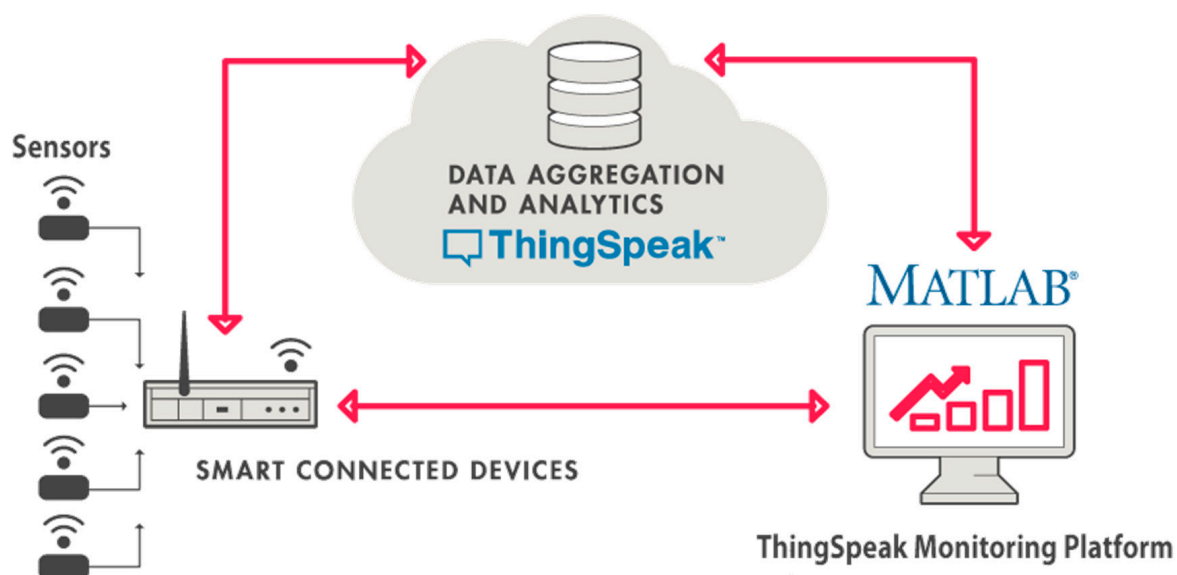 Sensors
DATA AGGREGATION
AND ANALYTICS
ThingSpeak™
MATLAB®
SMART CONNECTED DEVICES
ThingSpeak Monitoring Platform